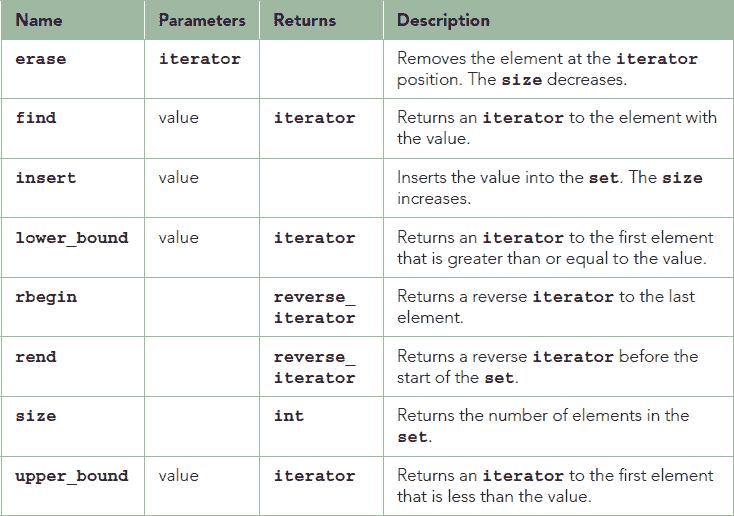 Name Parameters Returns Description
erase iterator Removes the element at the iterator
position. The size decreases.
find value iterator Returns an iterator to the element with
the value.
insert value Inserts the value into the set. The size
increases.
lower_bound value iterator Returns an iterator to the first element
that is greater than or equal to the value.
rbegin reverse_ Returns a reverse iterator to the last
iterator element.
rend reverse_ Returns a reverse iterator before the
iterator start of the set.
size int Returns the number of elements in the
set.
upper_bound value iterator Returns an iterator to the first element
that is less than the value.